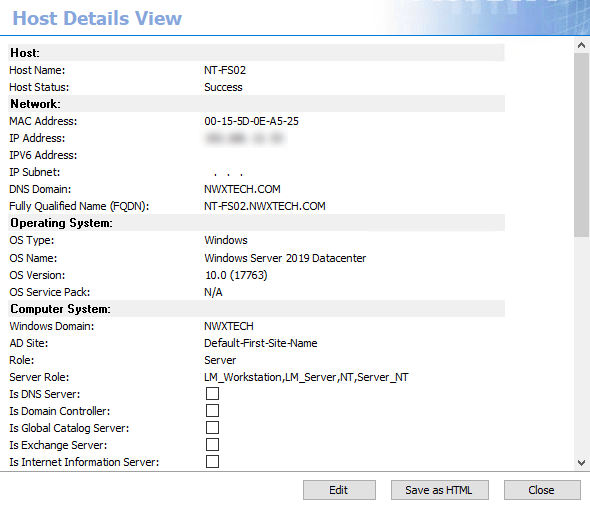 Host Details View
Host:
Host Name: NT-FS02
Host Status: Success
Network:
MAC Address: 00-15-5D-0E-A5-25
IP Address:
IPV6 Address:
IP Subnet: . . .
DNS Domain: NWXTECH.COM
Fully Qualified Name (FQDN): NT-FS02.NWXTECH.COM
Operating System:
OS Type: Windows
OS Name: Windows Server 2019 Datacenter
OS Version: 10.0 (17763)
OS Service Pack: N/A
Computer System:
Windows Domain: NWXTECH
AD Site: Default-First-Site-Name
Role: Server
Server Role: LM_Workstation,LM_Server,NT,Server_NT
Is DNS Server:
Is Domain Controller:
Is Global Catalog Server:
Is Exchange Server:
Is Internet Information Server:
Edit Save as HTML Close